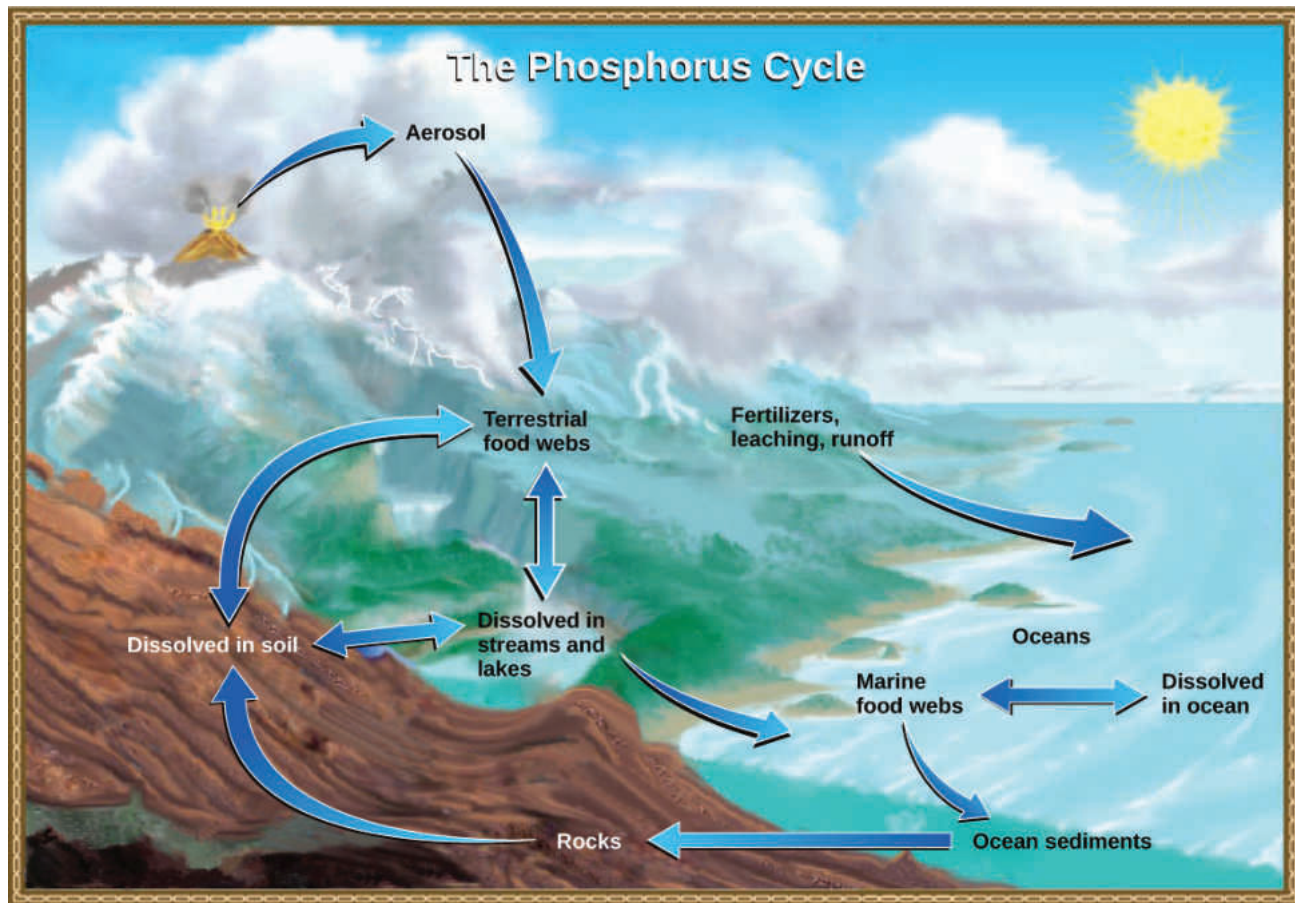 The Phosphorus Cycle
Aerosol
Terrestrial
food webs
Fertilizers,
leaching, runoff
Dissolved in soil
Dissolved in
streams and
lakes
Oceans
Marine
food webs
Dissolved
in ocean
Rocks
Ocean sediments